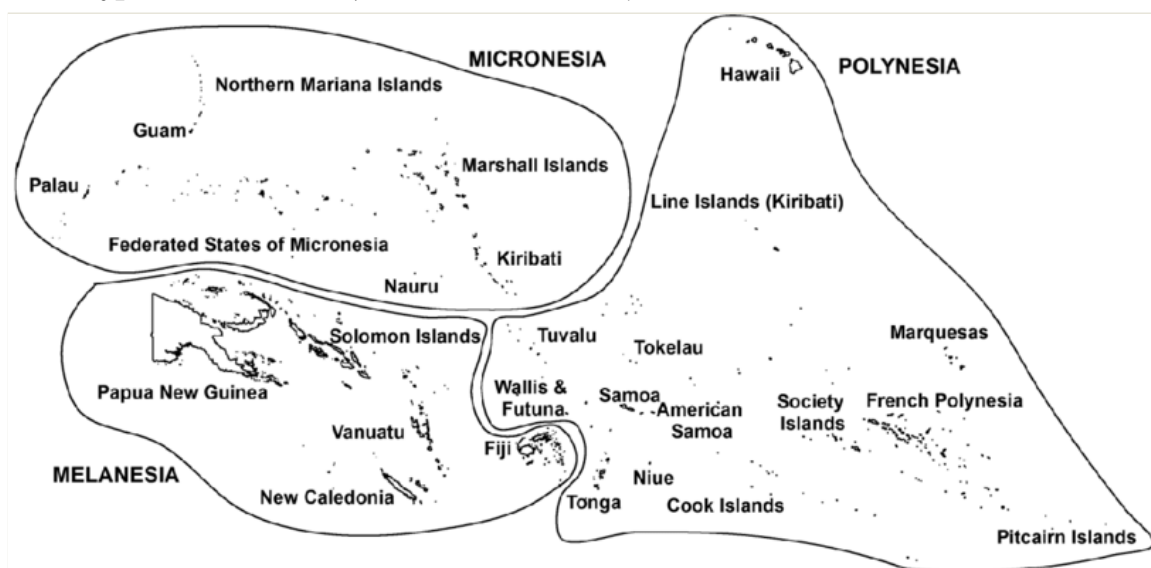 MICRONESIA
Northern Mariana Islands
Guam
Marshall Islands
Palau
Federated States of Micronesia
Kiribati
Nauru
POLYNESIA
Hawaii
Line Islands (Kiribati)
Tuvalu
Tokelau
Marquesas
Wallis &
Futuna
Samoa
American
Samoa
Society
Islands
French Polynesia
Niue
Tonga
Cook Islands
Pitcairn Islands
Solomon Islands
Papua New Guinea
Vanuatu
Fiji
MELANESIA
New Caledonia